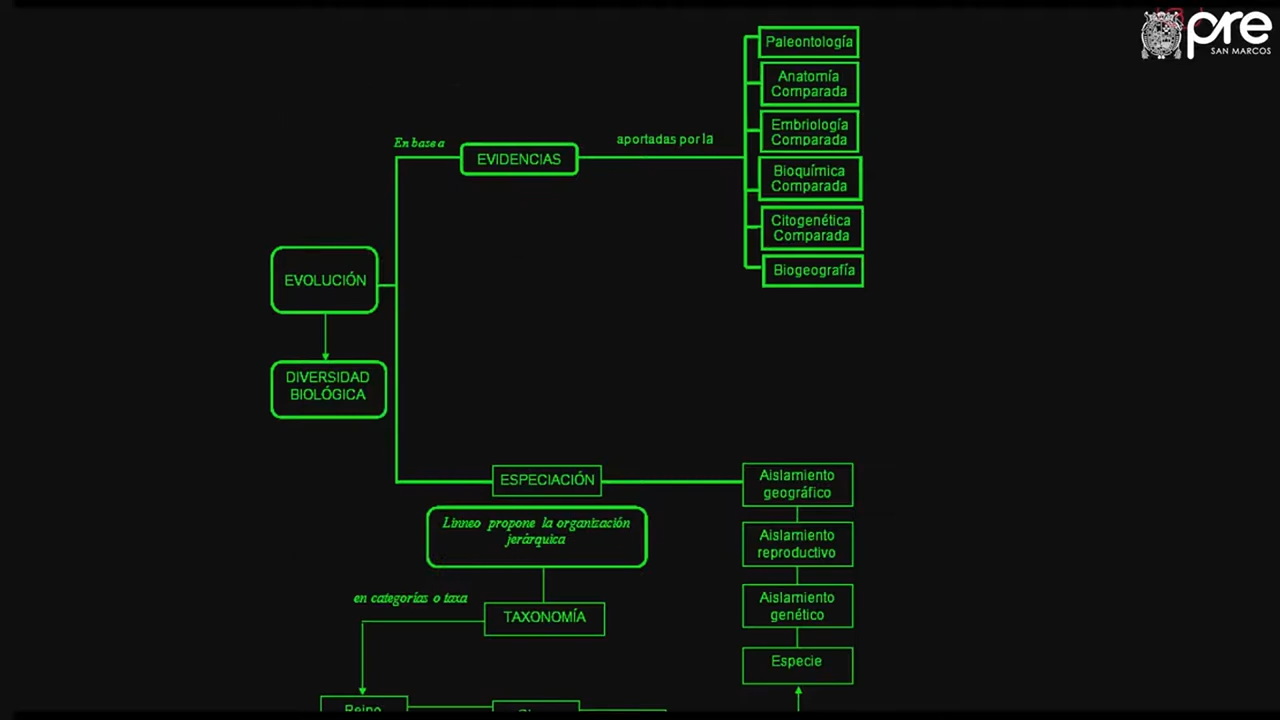 pre
SAN MARCOS
Paleontología
Anatomía
Comparada
Embriología
Comparada
En base a
EVIDENCIAS
aportadas por la
Bioquímica
Comparada
Citogenética
Comparada
Biogeografía
EVOLUCIÓN
DIVERSIDAD
BIOLÓGICA
ESPECIACIÓN
Aislamiento
geográfico
Linneo propone la organización
jerárquica
Aislamiento
reproductivo
en categorías o taxa
TAXONOMÍA
Aislamiento
genético
Especie
Reino